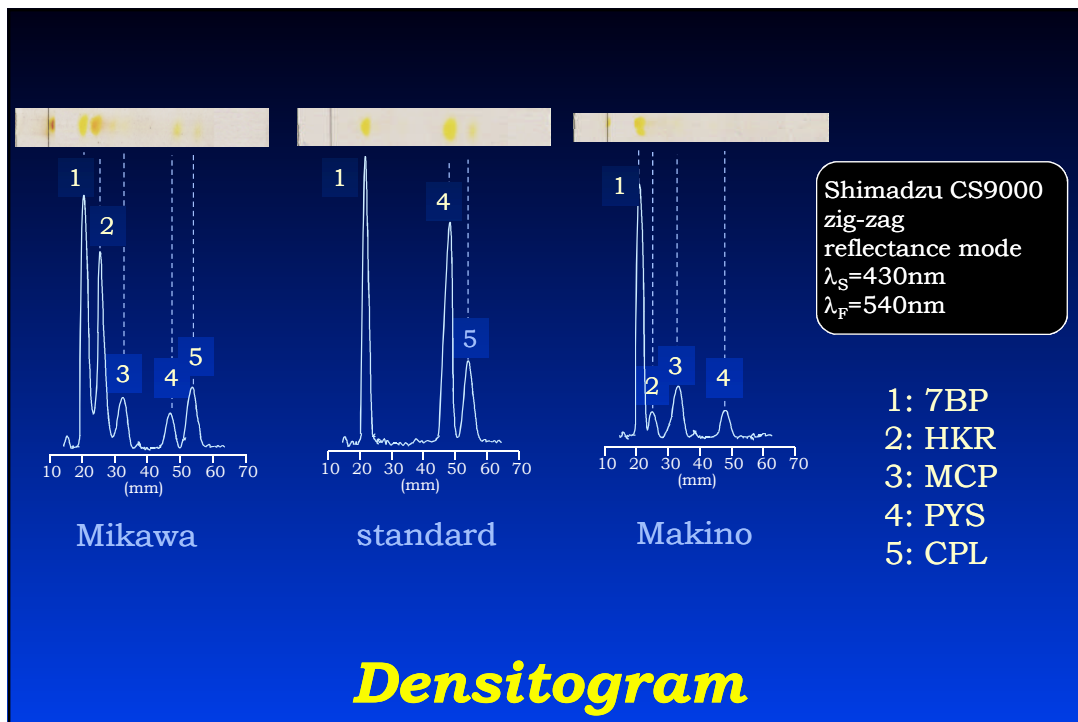 1
2
3
4
5
10 20 30 40 50 60 70
(mm)
Mikawa
1
4
5
10 20 30 40 50 60 70
(mm)
standard
1
2
3
4
10 20 30 40 50 60 70
(mm)
Makino
Shimadzu CS9000
zig-zag
reflectance mode
λS=430nm
λF=540nm
1: 7BP
2: HKR
3: MCP
4: PYS
5: CPL
Densitogram